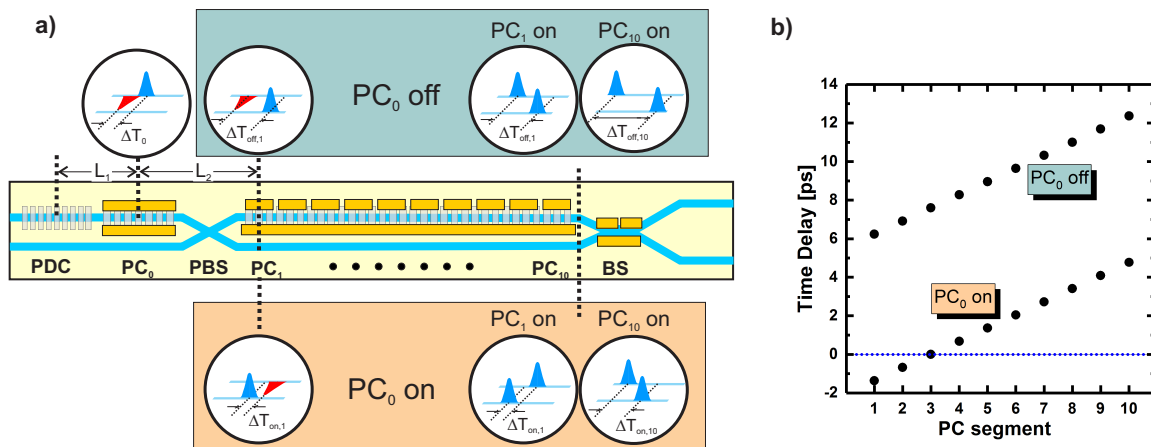 a)
PC₁ on PC₁₀ on
PC₀ off
ΔT₀
ΔToff,1
ΔToff,1
ΔToff,10
L₁
L₂
PDC PC₀ PBS PC₁ PC₁₀ BS
PC₁ on PC₁₀ on
PC₀ on
ΔTon,1
ΔTon,1
ΔTon,10
b)
Time Delay [ps]
14
12
10
8
6
4
2
0
-2
PC₀ off
PC₀ on
1 2 3 4 5 6 7 8 9 10
PC segment